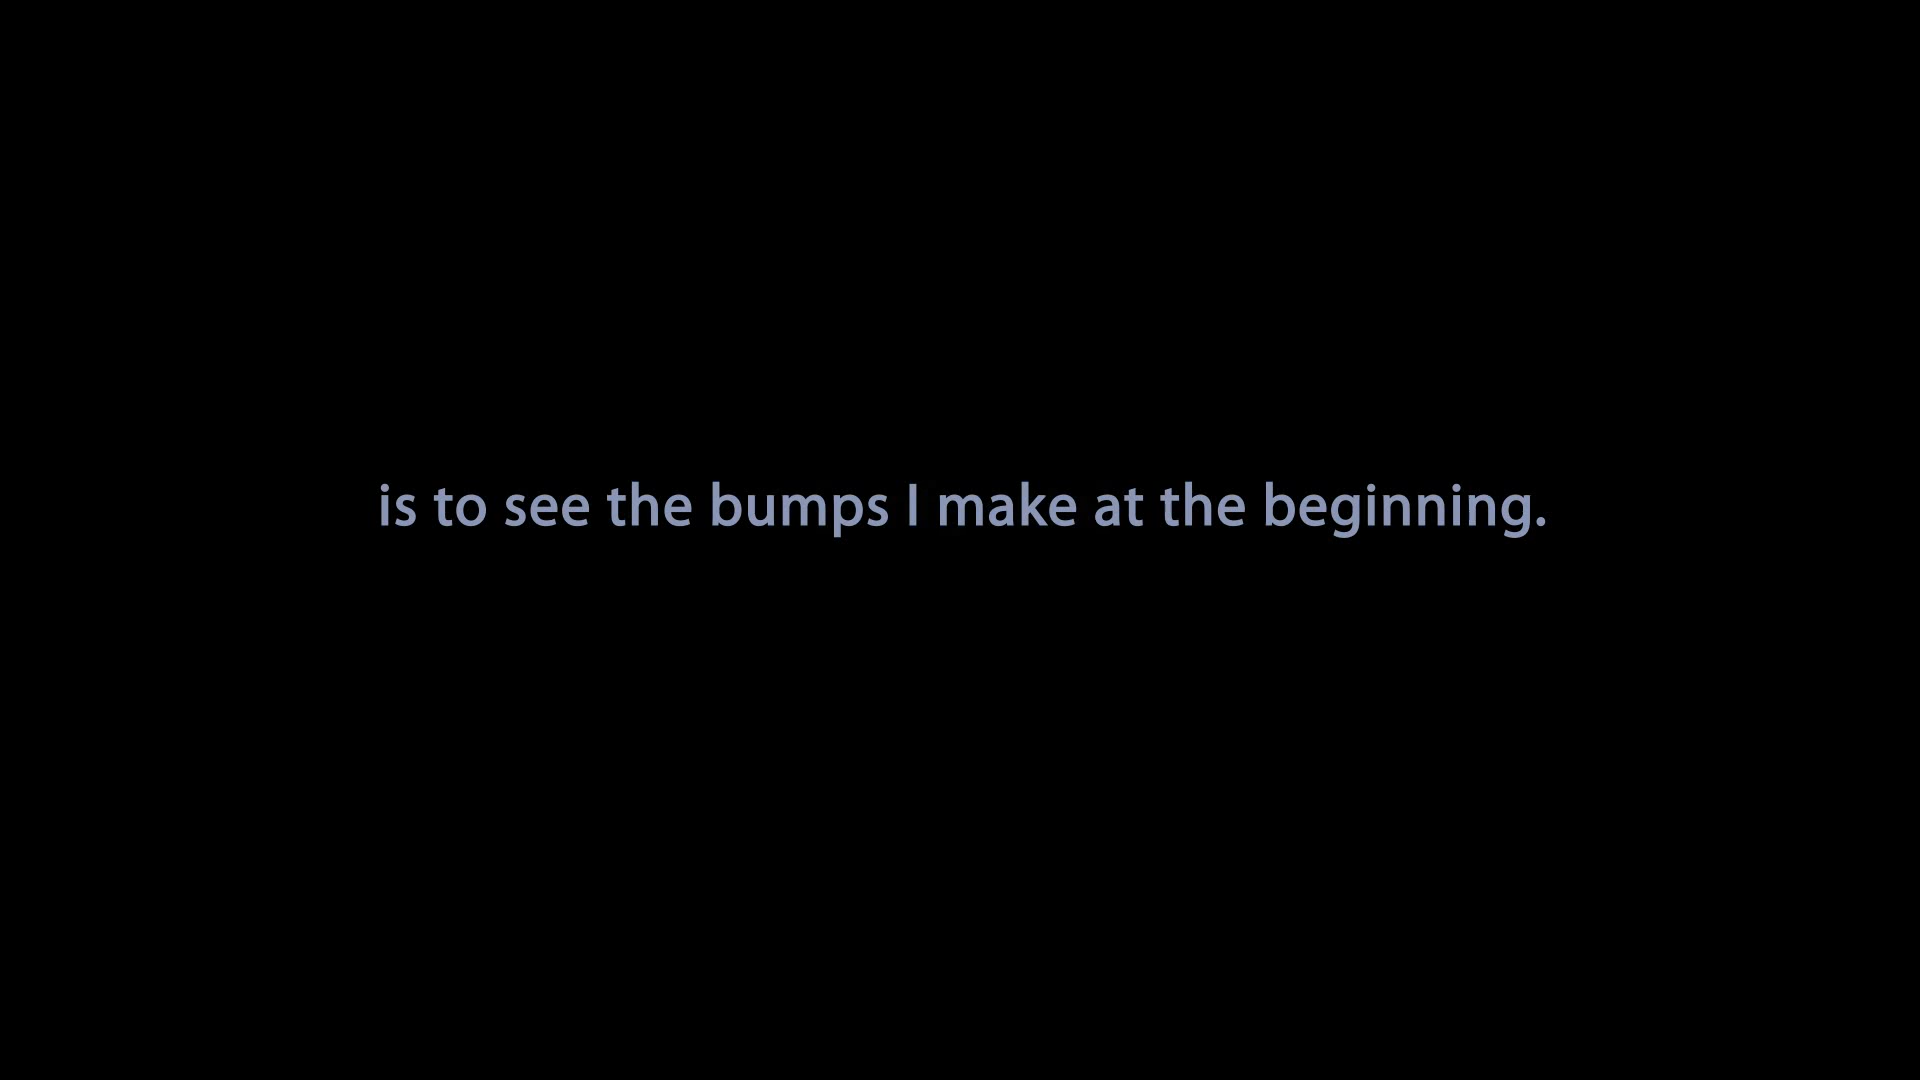 is to see the bumps I make at the beginning.